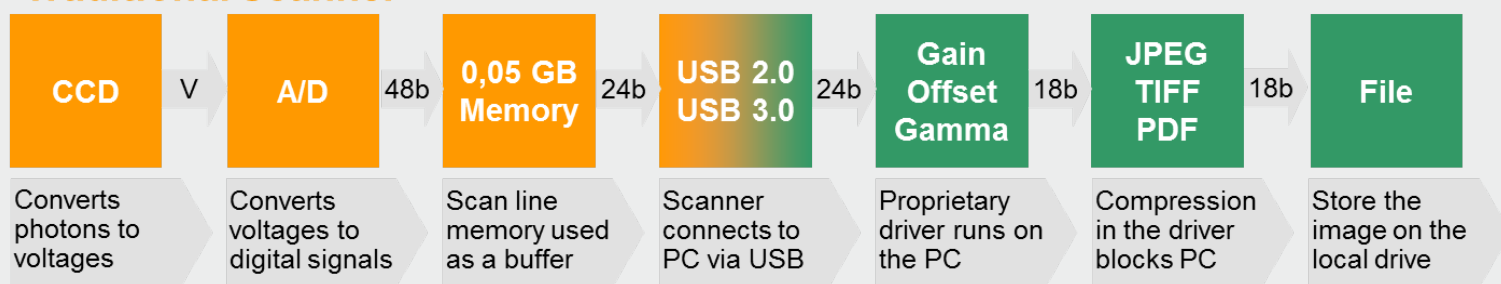 Traditional Scanner
CCD
V
A/D
48b
0,05 GB
Memory
24b
USB 2.0
USB 3.0
24b
Gain
Offset
Gamma
18b
JPEG
TIFF
PDF
18b
File
Converts
photons to
voltages
Converts
voltages to
digital signals
Scan line
memory used
as a buffer
Scanner
connects to
PC via USB
Proprietary
driver runs on
the PC
Compression
in the driver
blocks PC
Store the
image on the
local drive